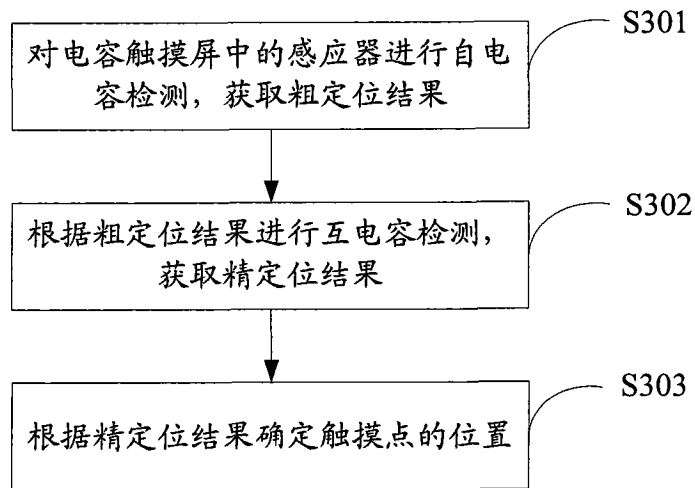 对电容触摸屏中的感应器进行自电
容检测，获取粗定位结果
S301
根据粗定位结果进行互电容检测，
获取精定位结果
S302
根据精定位结果确定触摸点的位置
S303